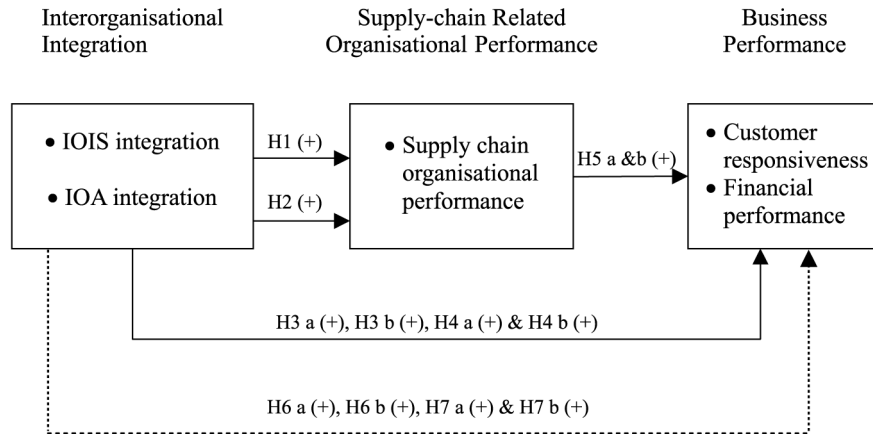 Interorganisational
Integration
Supply-chain Related
Organisational Performance
Business
Performance
• IOIS integration
• IOA integration
H1 (+)
H2 (+)
• Supply chain
organisational
performance
H5 a &b (+)
• Customer
responsiveness
• Financial
performance
H3 a (+), H3 b (+), H4 a (+) & H4 b (+)
H6 a (+), H6 b (+), H7 a (+) & H7 b (+)